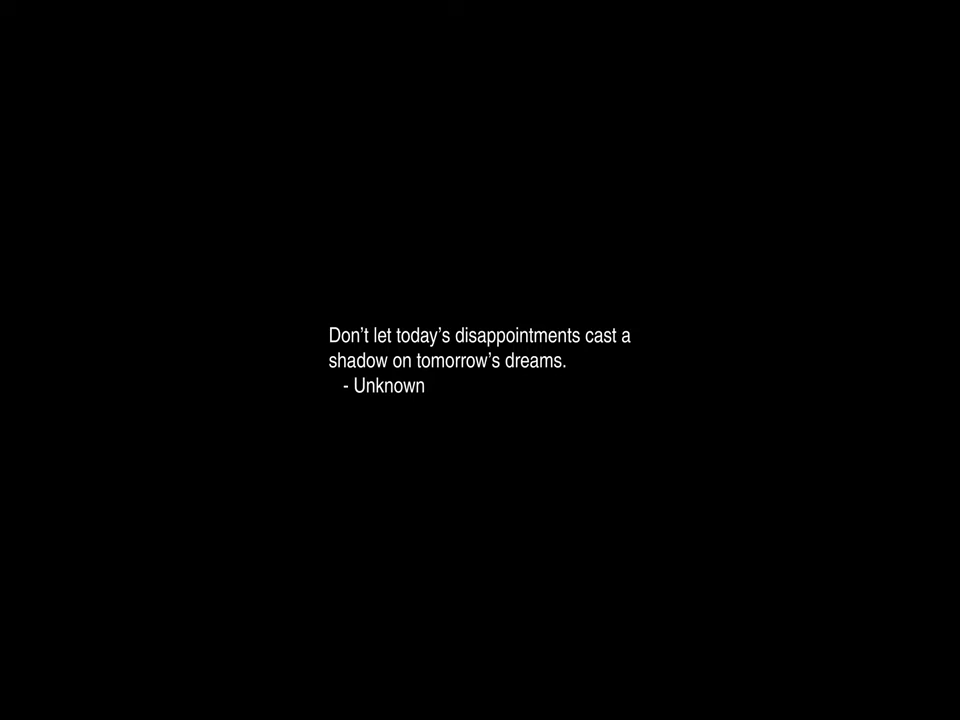 Don’t let today’s disappointments cast a
shadow on tomorrow’s dreams.
- Unknown